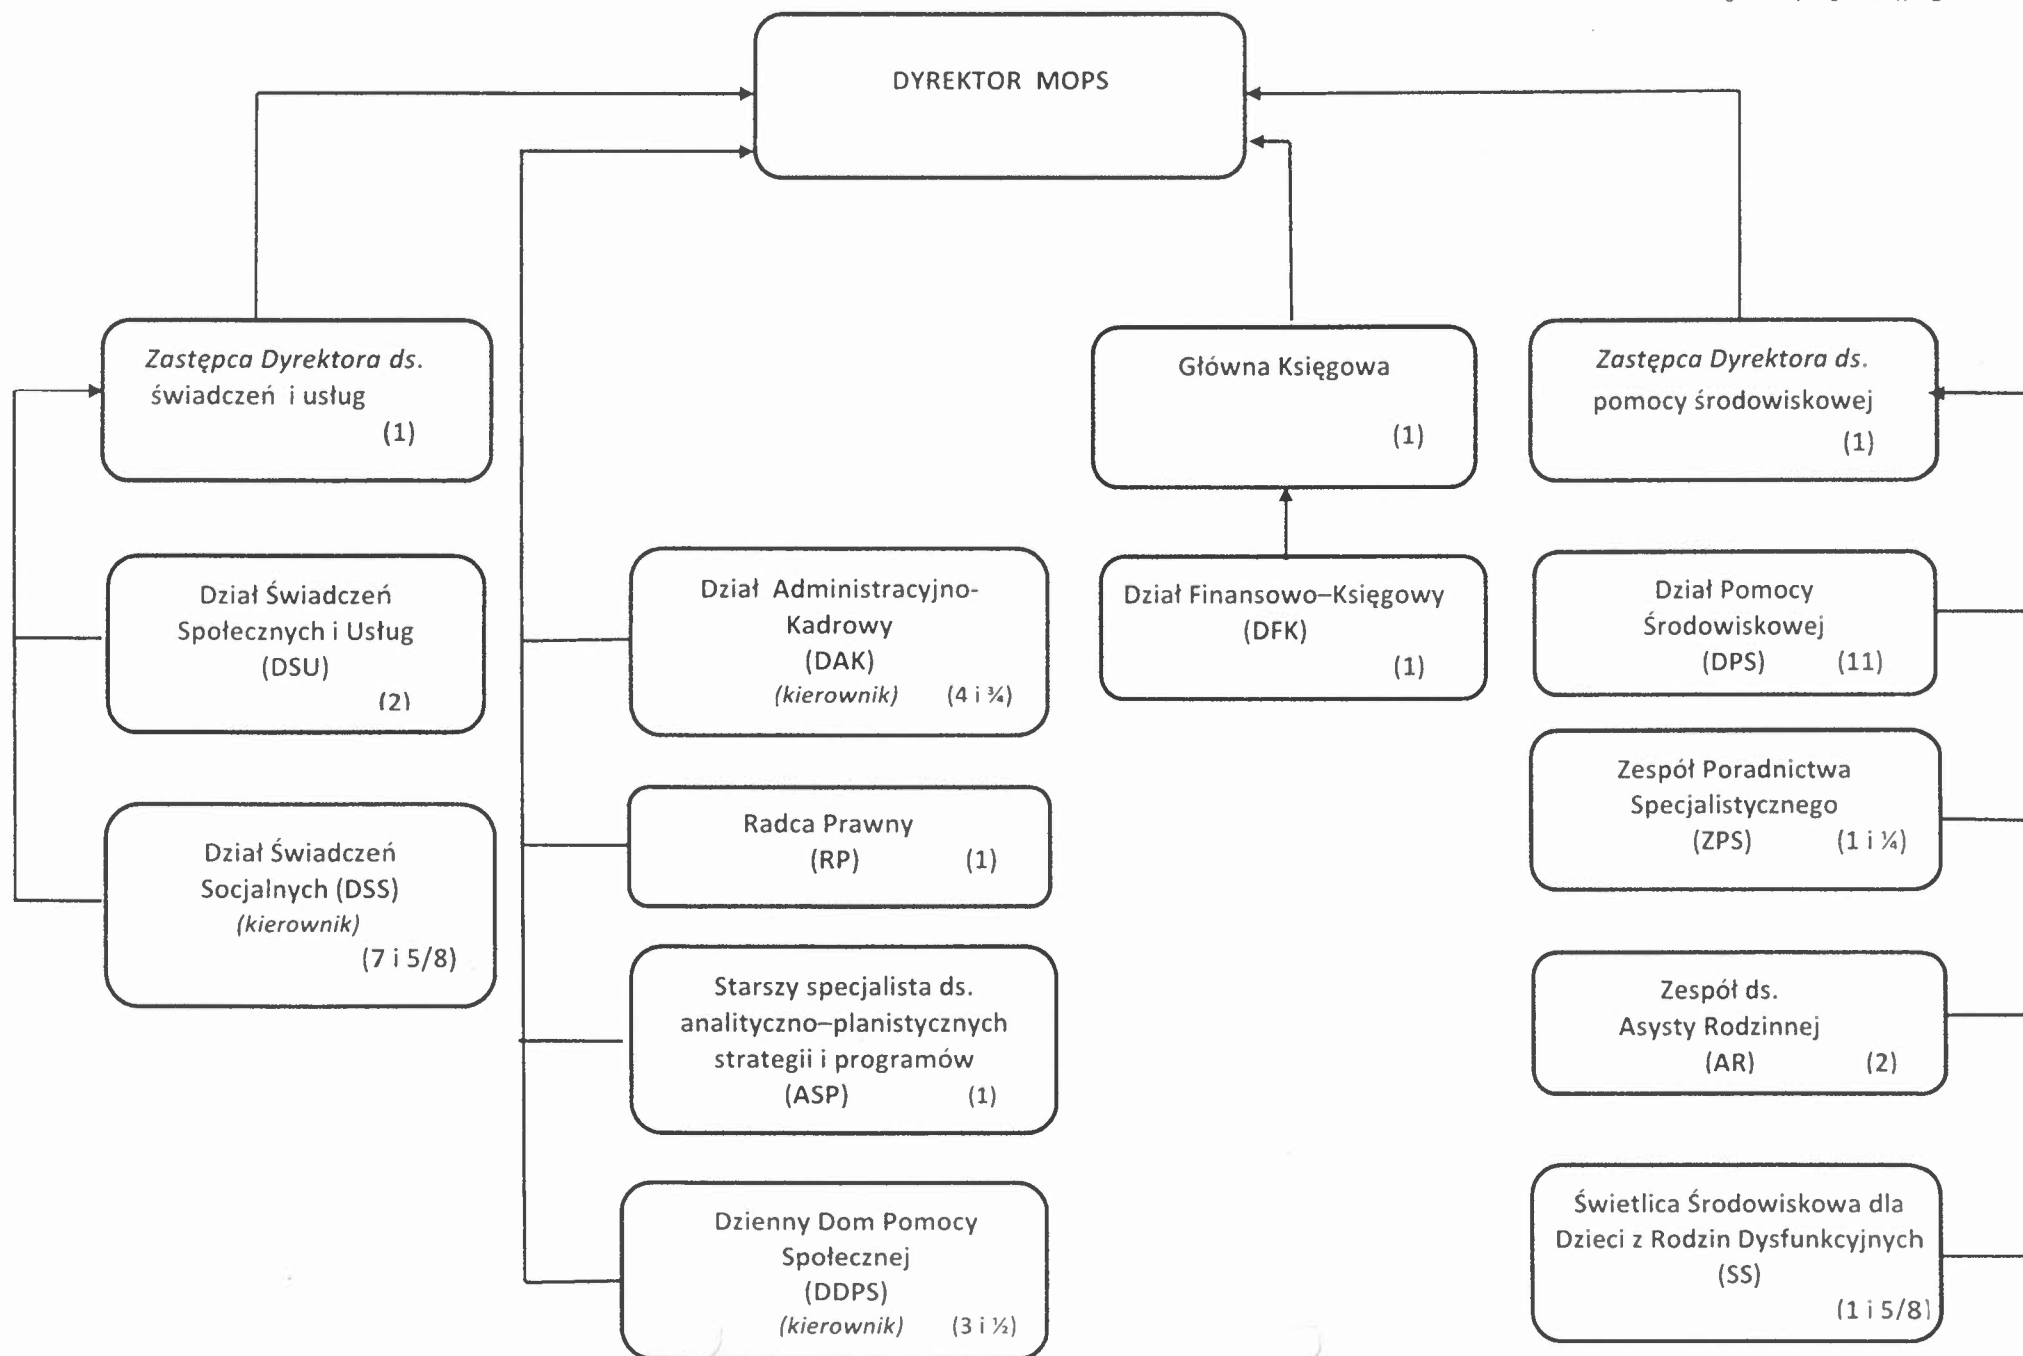 DYREKTOR MOPS
Zastępca Dyrektora ds.
świadczeń i usług
(1)
Główna Księgowa
(1)
Zastępca Dyrektora ds.
pomocy środowiskowej
(1)
Dział Świadczeń
Społecznych i Usług
(DSU)
(2)
Dział Świadczeń
Socjalnych (DSS)
(kierownik)
(7 i 5/8)
Dział Administracyjno-
Kadrowy
(DAK)
(kierownik) (4 i ¾)
Radca Prawny
(RP) (1)
Starszy specjalista ds.
analityczno–planistycznych
strategii i programów
(ASP) (1)
Dzienny Dom Pomocy
Społecznej
(DDPS)
(kierownik) (3 i ½)
Dział Finansowo–Księgowy
(DFK)
(1)
Dział Pomocy
Środowiskowej
(DPS) (11)
Zespół Poradnictwa
Specjalistycznego
(ZPS) (1 i ¼)
Zespół ds.
Asysty Rodzinnej
(AR) (2)
Świetlica Środowiskowa dla
Dzieci z Rodzin Dysfunkcyjnych
(SS)
(1 i 5/8)